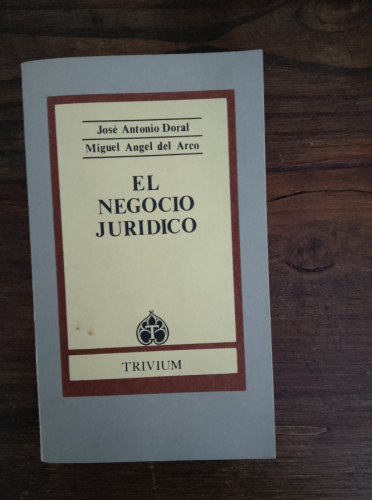 José Antonio Doral
Miguel Angel del Arco
EL
NEGOCIO
JURIDICO
TRIVIUM